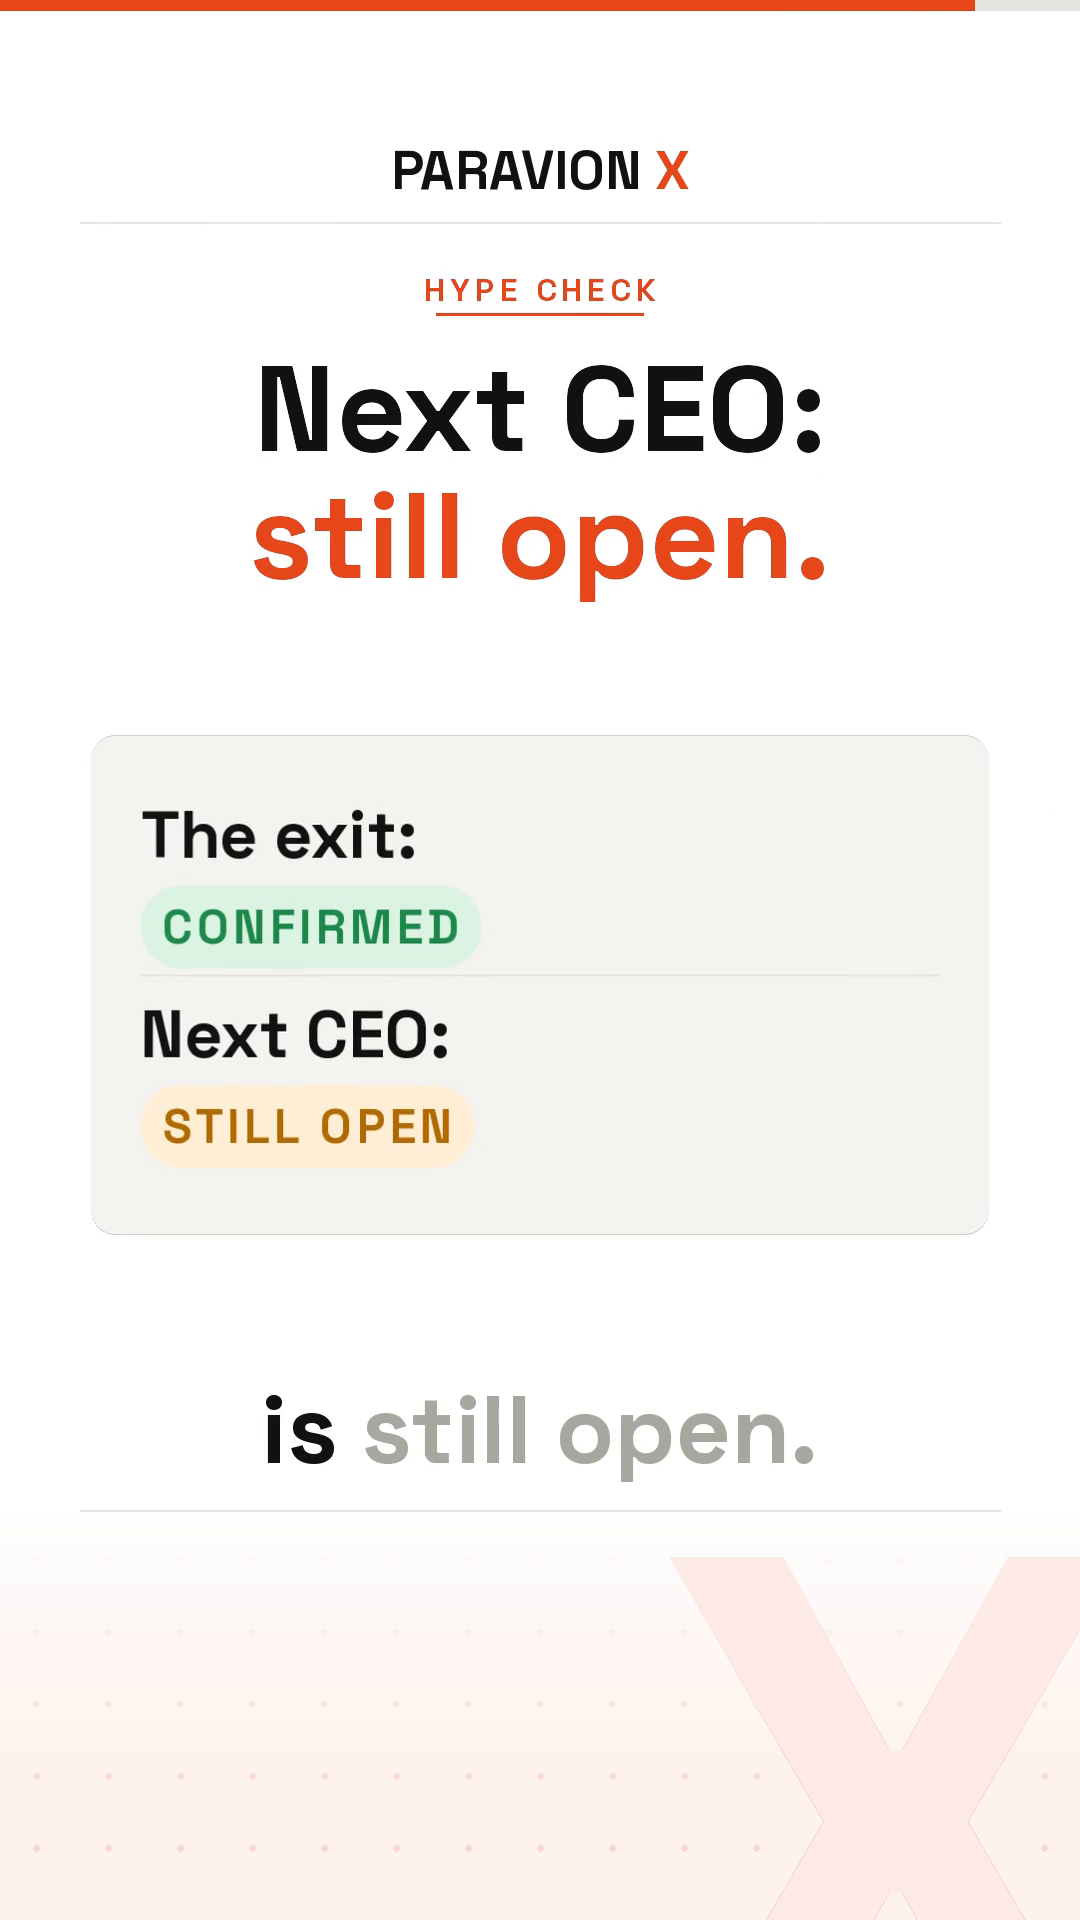 PARAVION X
HYPE CHECK
Next CEO:
still open.
The exit:
CONFIRMED
Next CEO:
STILL OPEN
is still open.
X